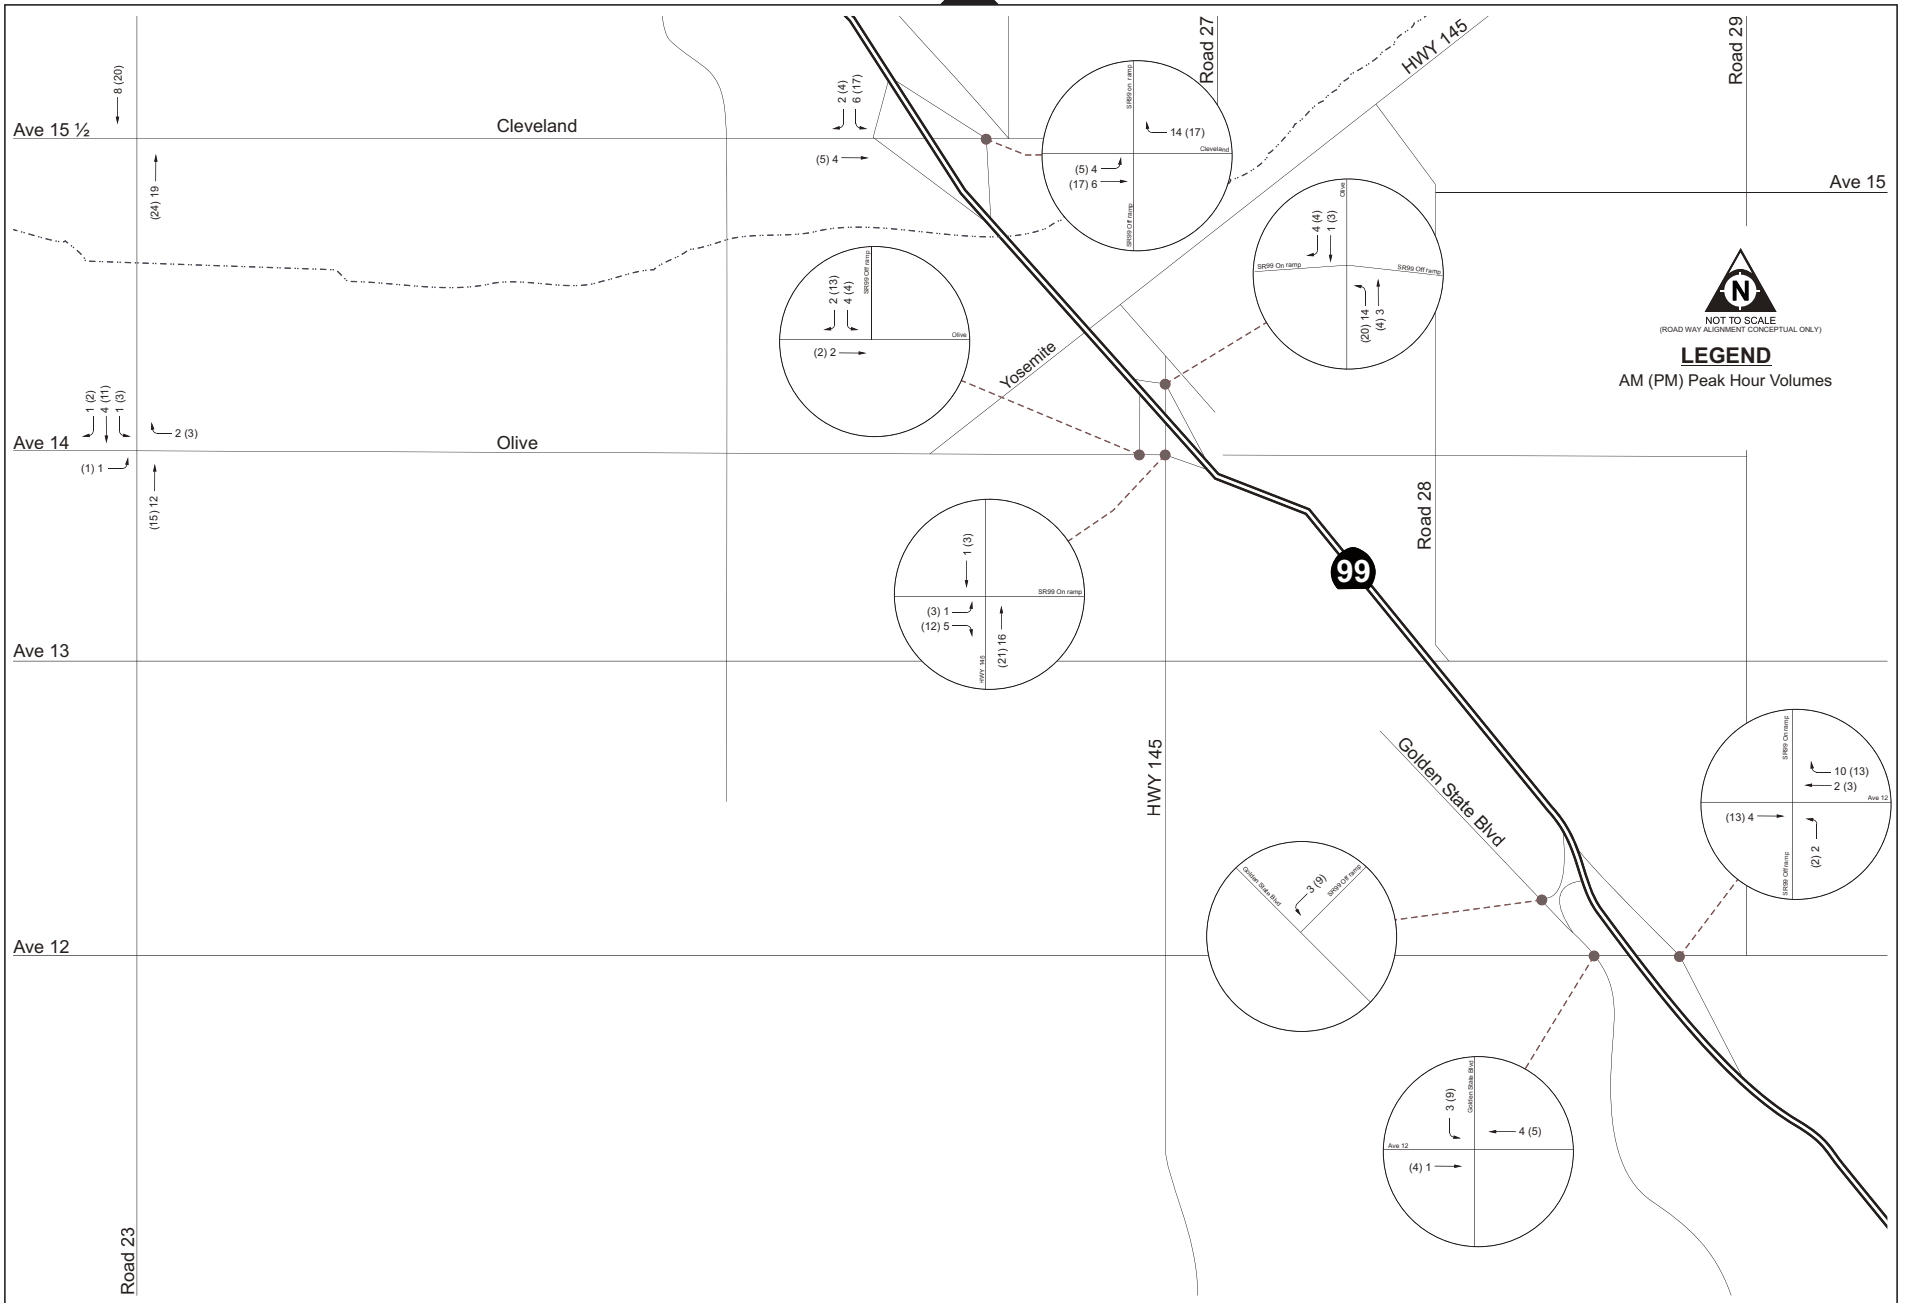 Road 27
Road 29
HWY 145
8 (20)
2 (4)
6 (17)
Ave 15 ½
Cleveland
(5) 4
(24) 19
SR99 on ramp
14 (17)
Cleveland
(5) 4
(17) 6
SR99 Off ramp
Ave 15
Olive
4 (4)
1 (3)
SR99 On ramp
SR99 Off ramp
(20) 14
(4) 3
N
NOT TO SCALE
(ROAD WAY ALIGNMENT CONCEPTUAL ONLY)
LEGEND
AM (PM) Peak Hour Volumes
SR99 Off ramp
2 (13)
4 (4)
Olive
(2) 2
Yosemite
1 (2)
4 (11)
1 (3)
2 (3)
Ave 14
Olive
(1) 1
(15) 12
Road 28
1 (3)
SR99 On ramp
(3) 1
(12) 5
(21) 16
HWY 145
99
Ave 13
HWY 145
Golden State Blvd
SR99 On ramp
10 (13)
2 (3)
Ave 12
(13) 4
(2) 2
SR99 Off ramp
Golden State Blvd
3 (9)
SR99 Off ramp
Ave 12
Golden State Blvd
3 (9)
4 (5)
Ave 12
(4) 1
Road 23